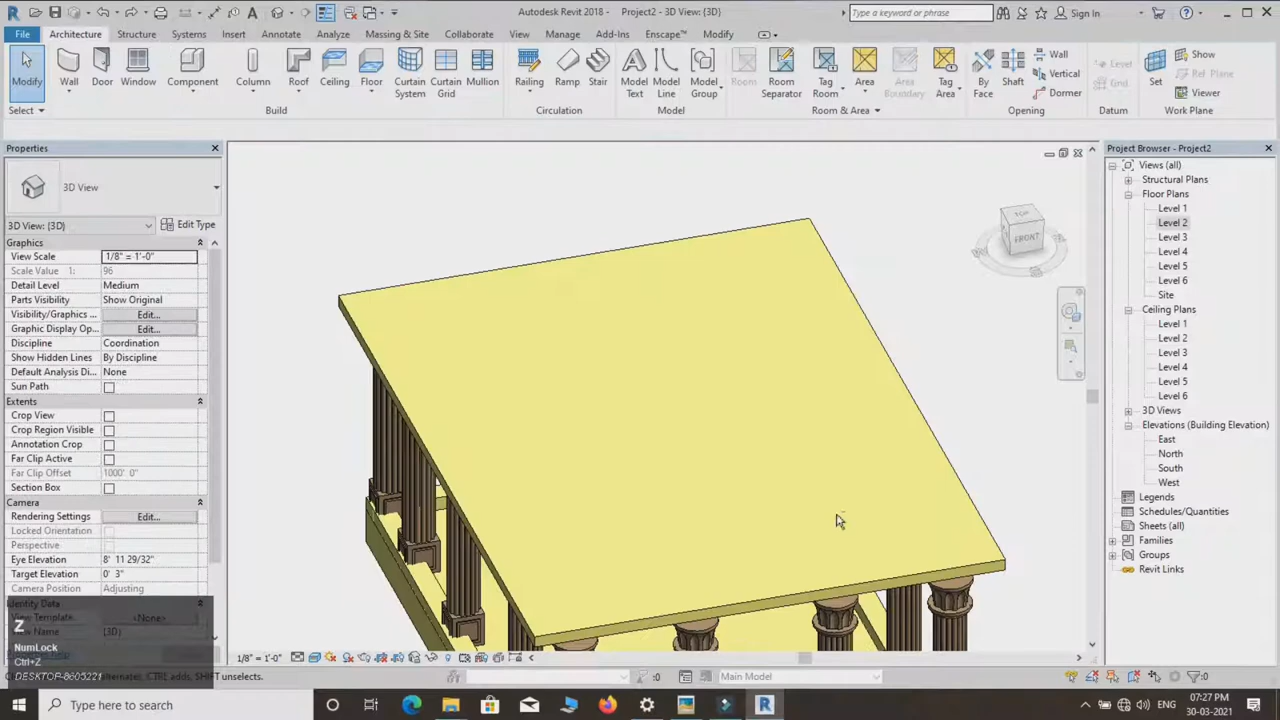 Autodesk Revit 2018 - Project2 - 3D View: {3D}
Type a keyword or phrase
Sign In
File Architecture Structure Systems Insert Annotate Analyze Massing & Site Collaborate View Manage Add-Ins Enscape™ Modify
Modify Wall Door Window Component Column Roof Ceiling Floor Curtain System Curtain Grid Mullion Railing Ramp Stair Model Text Model Line Model Group Room Room Separator Tag Room Area Area Boundary Tag Area By Face Shaft Wall Vertical Dormer Level Grid Set Show Ref Plane Viewer
Select Build Circulation Model Room & Area Opening Datum Work Plane
Properties
3D View
3D View: {3D} Edit Type
Graphics
View Scale 1/8" = 1'-0"
Scale Value 1: 96
Detail Level Medium
Parts Visibility Show Original
Visibility/Graphics ... Edit...
Graphic Display Op... Edit...
Discipline Coordination
Show Hidden Lines By Discipline
Default Analysis Di... None
Sun Path
Extents
Crop View
Crop Region Visible
Annotation Crop
Far Clip Active
Far Clip Offset 1000' 0"
Section Box
Camera
Rendering Settings Edit...
Locked Orientation
Perspective
Eye Elevation 8' 11 29/32"
Target Elevation 0' 3"
Camera Position Adjusting
Identity Data
View Template <None>
View Name {3D}
Z
NumLock
Ctrl+Z
DESKTOP-8605221
TOP
FRONT
Project Browser - Project2
Views (all)
Structural Plans
Floor Plans
Level 1
Level 2
Level 3
Level 4
Level 5
Level 6
Site
Ceiling Plans
Level 1
Level 2
Level 3
Level 4
Level 5
Level 6
3D Views
Elevations (Building Elevation)
East
North
South
West
Legends
Schedules/Quantities
Sheets (all)
Families
Groups
Revit Links
1/8" = 1'-0"
alternates, CTRL adds, SHIFT unselects.
:0 Main Model :0
Type here to search
ENG
07:27 PM
30-03-2021